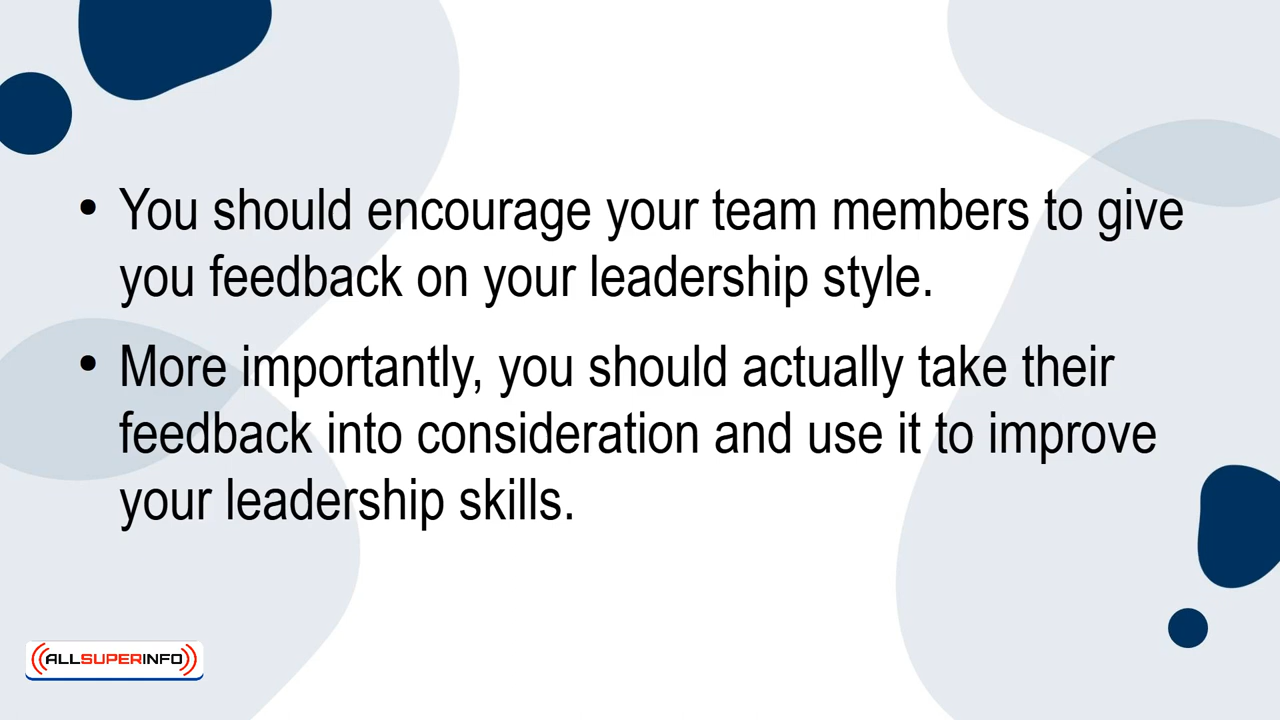 • You should encourage your team members to give
you feedback on your leadership style.
• More importantly, you should actually take their
feedback into consideration and use it to improve
your leadership skills.
ALLSUPERINFO